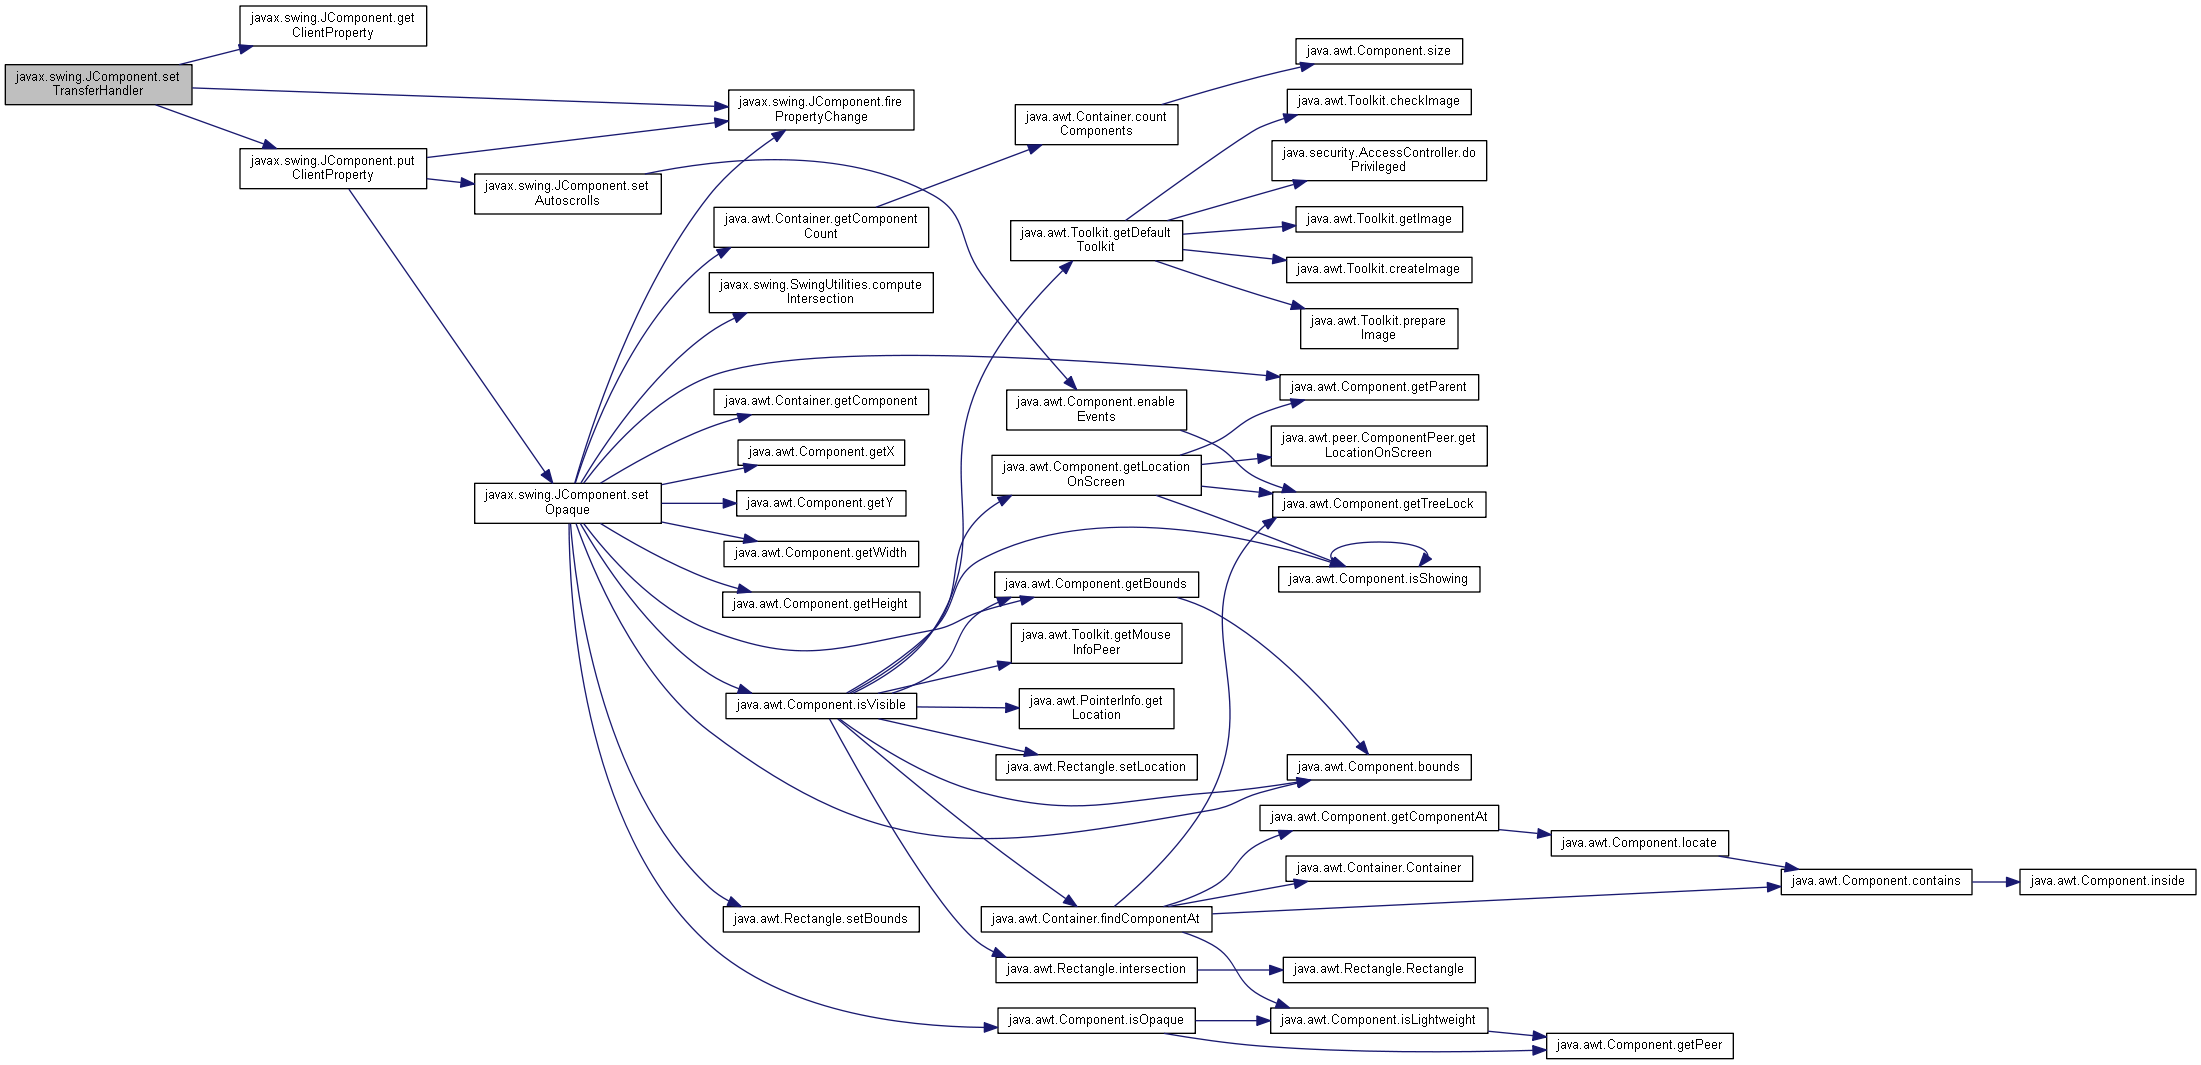 javax.swing.JComponent.get
ClientProperty
javax.swing.JComponent.set
TransferHandler
javax.swing.JComponent.put
ClientProperty
javax.swing.JComponent.set
Autoscrolls
javax.swing.JComponent.set
Opaque
javax.swing.JComponent.fire
PropertyChange
java.awt.Container.getComponent
Count
javax.swing.SwingUtilities.compute
Intersection
java.awt.Container.getComponent
java.awt.Component.getX
java.awt.Component.getY
java.awt.Component.getWidth
java.awt.Component.getHeight
java.awt.Component.isVisible
java.awt.Rectangle.setBounds
java.awt.Container.count
Components
java.awt.Toolkit.getDefault
Toolkit
java.awt.Component.enable
Events
java.awt.Component.getLocation
OnScreen
java.awt.Component.getBounds
java.awt.Toolkit.getMouse
InfoPeer
java.awt.PointerInfo.get
Location
java.awt.Rectangle.setLocation
java.awt.Container.findComponentAt
java.awt.Rectangle.intersection
java.awt.Component.isOpaque
java.awt.Component.size
java.awt.Toolkit.checkImage
java.security.AccessController.do
Privileged
java.awt.Toolkit.getImage
java.awt.Toolkit.createImage
java.awt.Toolkit.prepare
Image
java.awt.Component.getParent
java.awt.peer.ComponentPeer.get
LocationOnScreen
java.awt.Component.getTreeLock
java.awt.Component.isShowing
java.awt.Component.bounds
java.awt.Component.getComponentAt
java.awt.Container.Container
java.awt.Rectangle.Rectangle
java.awt.Component.isLightweight
java.awt.Component.locate
java.awt.Component.getPeer
java.awt.Component.contains
java.awt.Component.inside